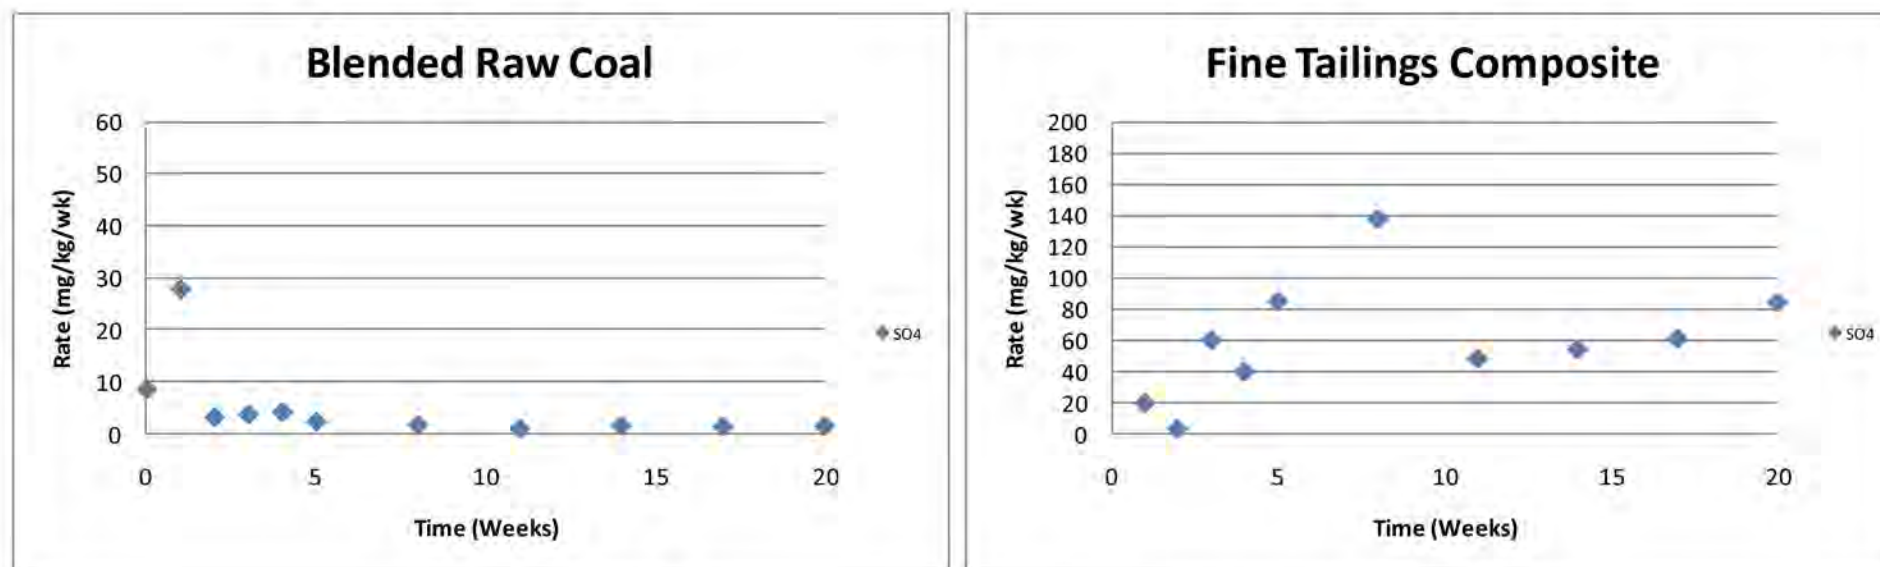 Blended Raw Coal
Rate (mg/kg/wk)
60
50
40
30
20
10
0
0 5 10 15 20
Time (Weeks)
SO4
Fine Tailings Composite
Rate (mg/kg/wk)
200
180
160
140
120
100
80
60
40
20
0
0 5 10 15 20
Time (Weeks)
SO4